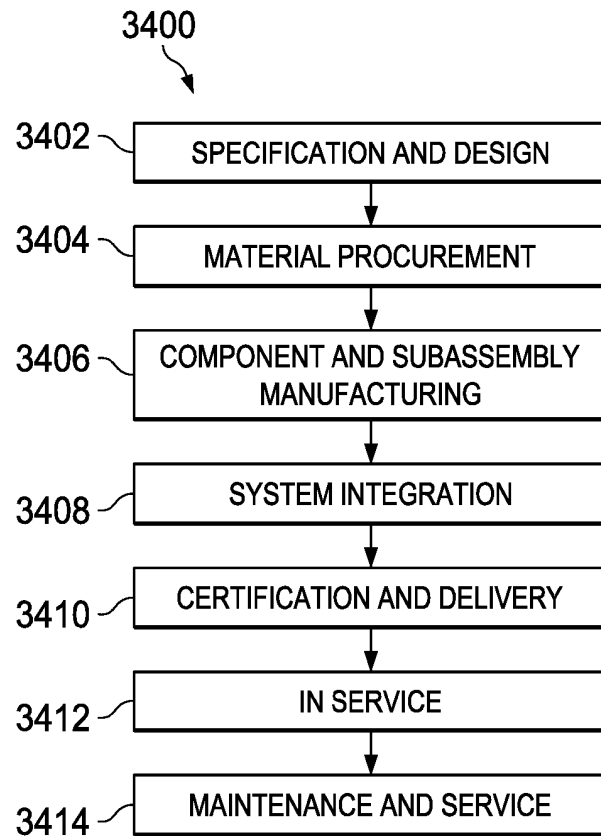 3400
3402
SPECIFICATION AND DESIGN
3404
MATERIAL PROCUREMENT
3406
COMPONENT AND SUBASSEMBLY
MANUFACTURING
3408
SYSTEM INTEGRATION
3410
CERTIFICATION AND DELIVERY
3412
IN SERVICE
3414
MAINTENANCE AND SERVICE